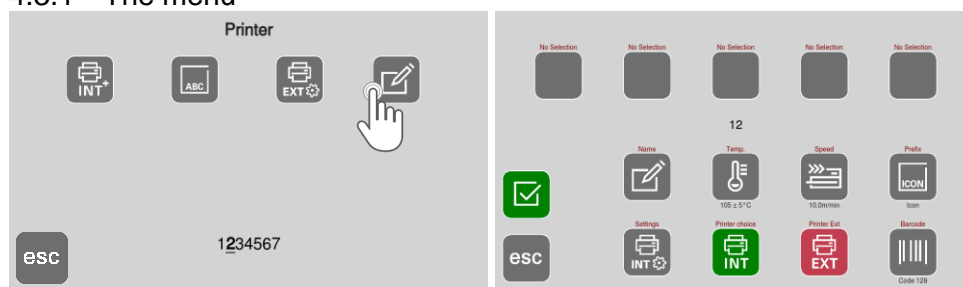 4.3.1 The menu
Printer
INT+
ABC
EXT
1234567
esc
No Selection No Selection No Selection No Selection No Selection
12
Name Temp. Speed Prefix
ICON
105 ± 5°C 10.0m/min Icon
Settings Printer choice Printer Ext Barcode
esc
INT INT EXT
Code 128